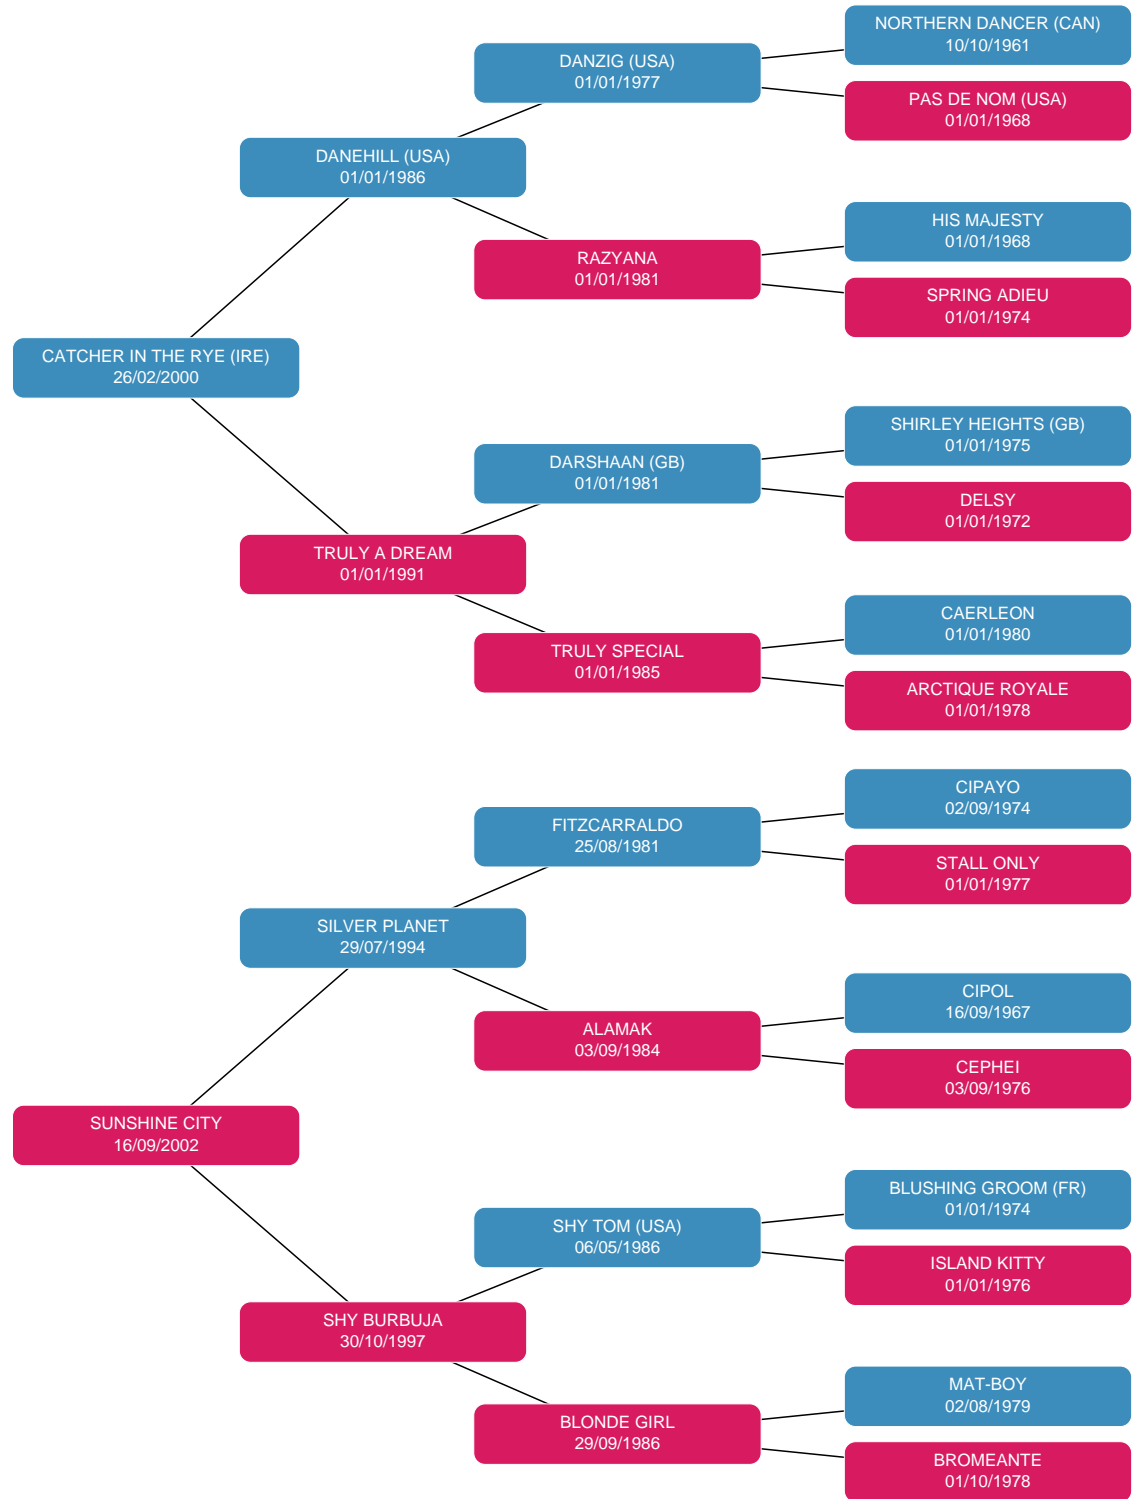 NORTHERN DANCER (CAN)
10/10/1961
DANZIG (USA)
01/01/1977
PAS DE NOM (USA)
01/01/1968
DANEHILL (USA)
01/01/1986
HIS MAJESTY
01/01/1968
RAZYANA
01/01/1981
SPRING ADIEU
01/01/1974
CATCHER IN THE RYE (IRE)
26/02/2000
SHIRLEY HEIGHTS (GB)
01/01/1975
DARSHAAN (GB)
01/01/1981
DELSY
01/01/1972
TRULY A DREAM
01/01/1991
CAERLEON
01/01/1980
TRULY SPECIAL
01/01/1985
ARCTIQUE ROYALE
01/01/1978
CIPAYO
02/09/1974
FITZCARRALDO
25/08/1981
STALL ONLY
01/01/1977
SILVER PLANET
29/07/1994
CIPOL
16/09/1967
ALAMAK
03/09/1984
CEPHEI
03/09/1976
SUNSHINE CITY
16/09/2002
BLUSHING GROOM (FR)
01/01/1974
SHY TOM (USA)
06/05/1986
ISLAND KITTY
01/01/1976
SHY BURBUJA
30/10/1997
MAT-BOY
02/08/1979
BLONDE GIRL
29/09/1986
BROMEANTE
01/10/1978